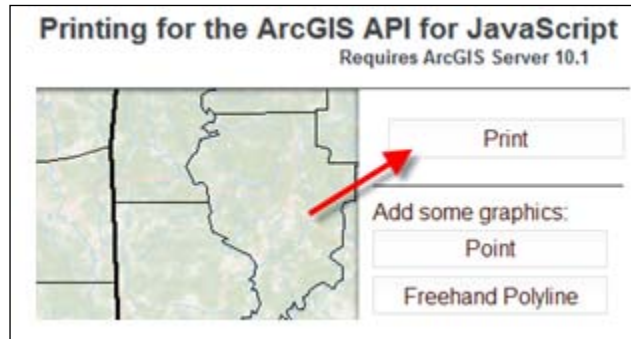 Printing for the ArcGIS API for JavaScript
Requires ArcGIS Server 10.1
Print
Add some graphics:
Point
Freehand Polyline